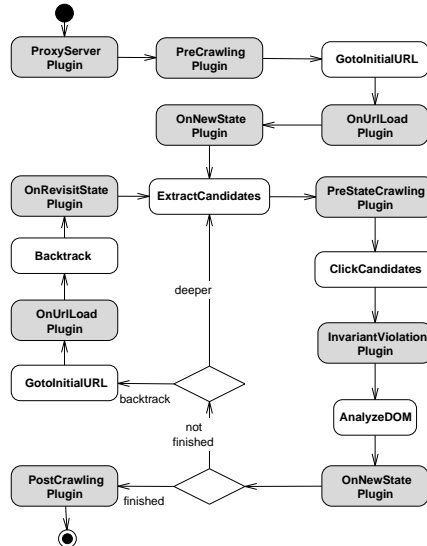 ProxyServer
Plugin
PreCrawling
Plugin
GotoInitialURL
OnNewState
Plugin
OnUrlLoad
Plugin
OnRevisitState
Plugin
ExtractCandidates
PreStateCrawling
Plugin
Backtrack
ClickCandidates
deeper
OnUrlLoad
Plugin
InvariantViolation
Plugin
GotoInitialURL
backtrack
AnalyzeDOM
not
finished
PostCrawling
Plugin
finished
OnNewState
Plugin